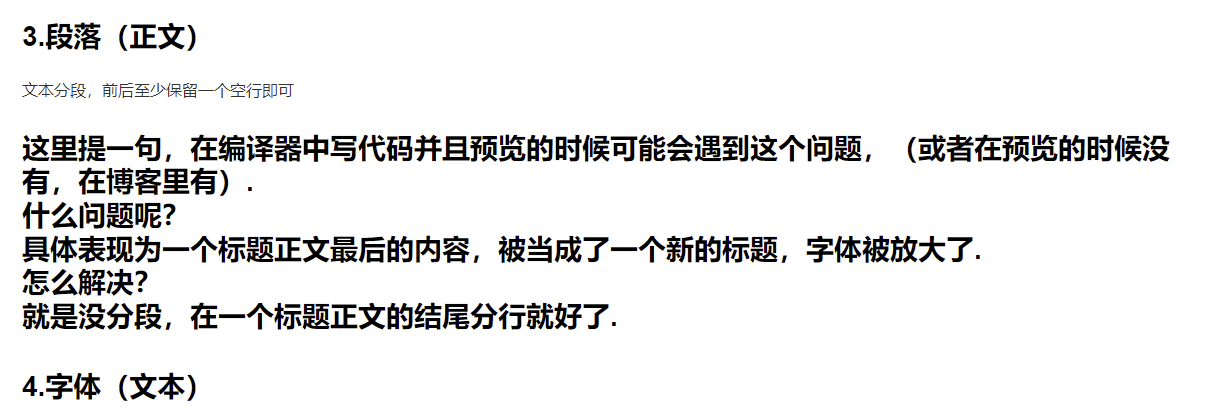 3.段落（正文）
文本分段，前后至少保留一个空行即可
这里提一句，在编译器中写代码并且预览的时候可能会遇到这个问题，（或者在预览的时候没
有，在博客里有）.
什么问题呢？
具体表现为一个标题正文最后的内容，被当成了一个新的标题，字体被放大了.
怎么解决？
就是没分段，在一个标题正文的结尾分行就好了.
4.字体（文本）